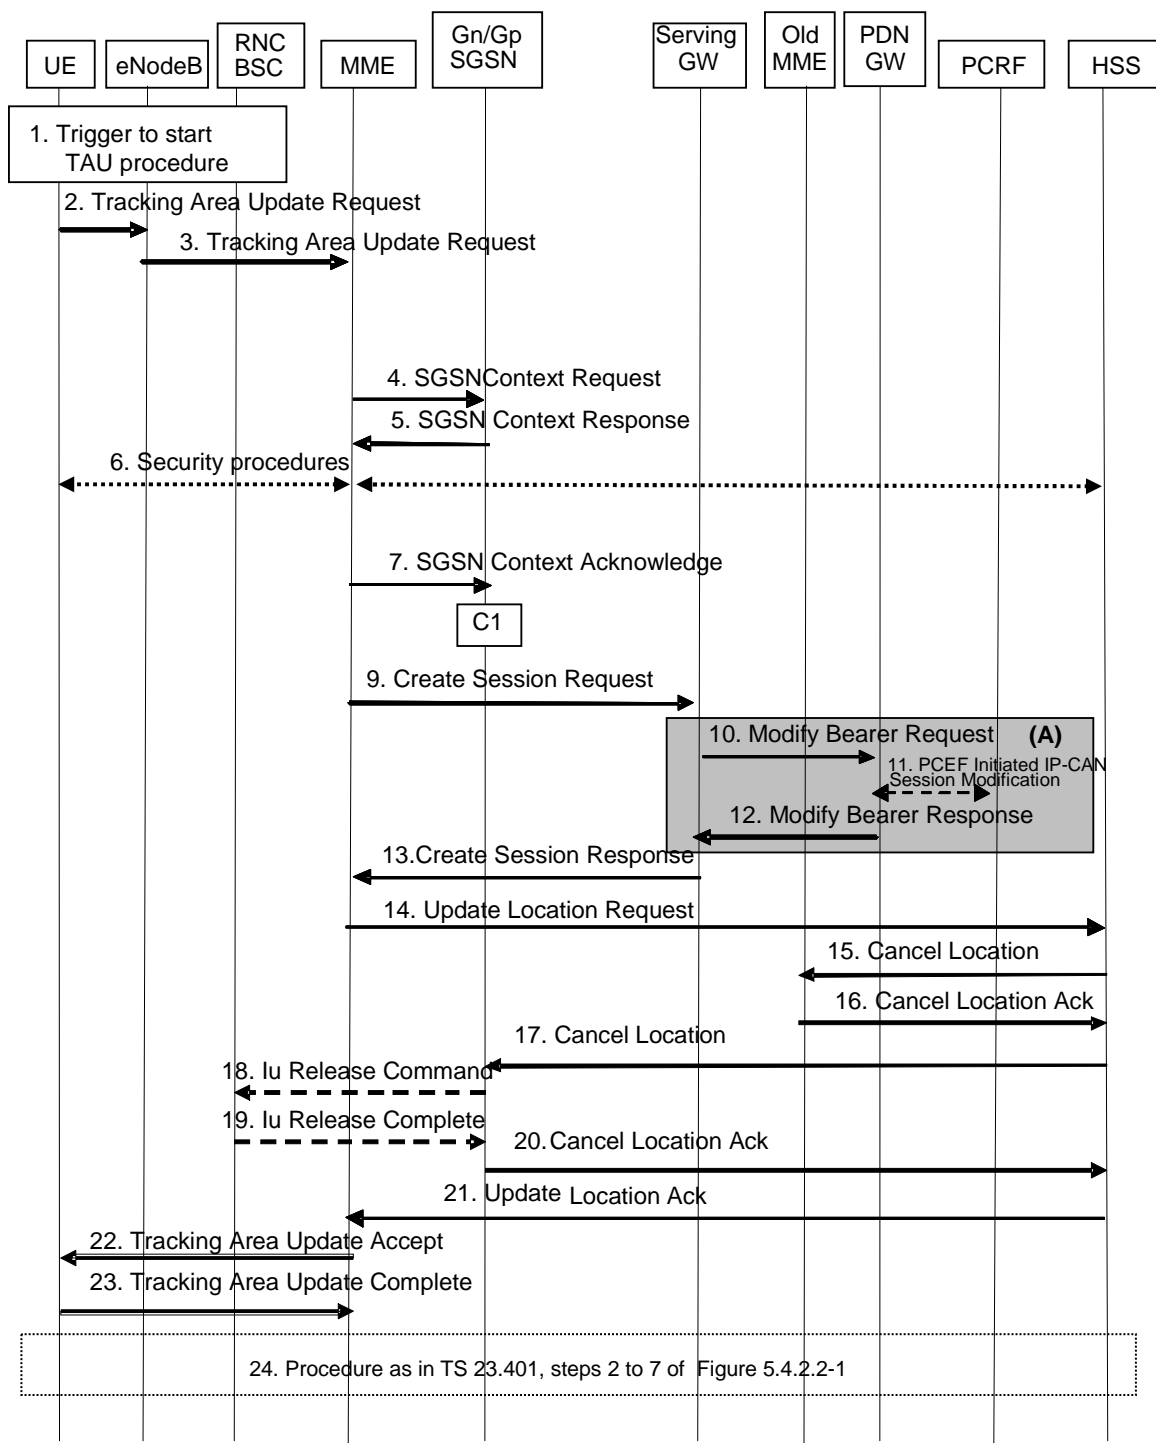 UE
eNodeB
RNC
BSC
MME
Gn/Gp
SGSN
Serving
GW
Old
MME
PDN
GW
PCRF
HSS
1. Trigger to start
TAU procedure
2. Tracking Area Update Request
3. Tracking Area Update Request
4. SGSNContext Request
5. SGSN Context Response
6. Security procedures
7. SGSN Context Acknowledge
C1
9. Create Session Request
10. Modify Bearer Request (A)
11. PCEF Initiated IP-CAN
Session Modification
12. Modify Bearer Response
13.Create Session Response
14. Update Location Request
15. Cancel Location
16. Cancel Location Ack
17. Cancel Location
18. Iu Release Command
19. Iu Release Complete
20.Cancel Location Ack
21. Update Location Ack
22. Tracking Area Update Accept
23. Tracking Area Update Complete
24. Procedure as in TS 23.401, steps 2 to 7 of Figure 5.4.2.2-1